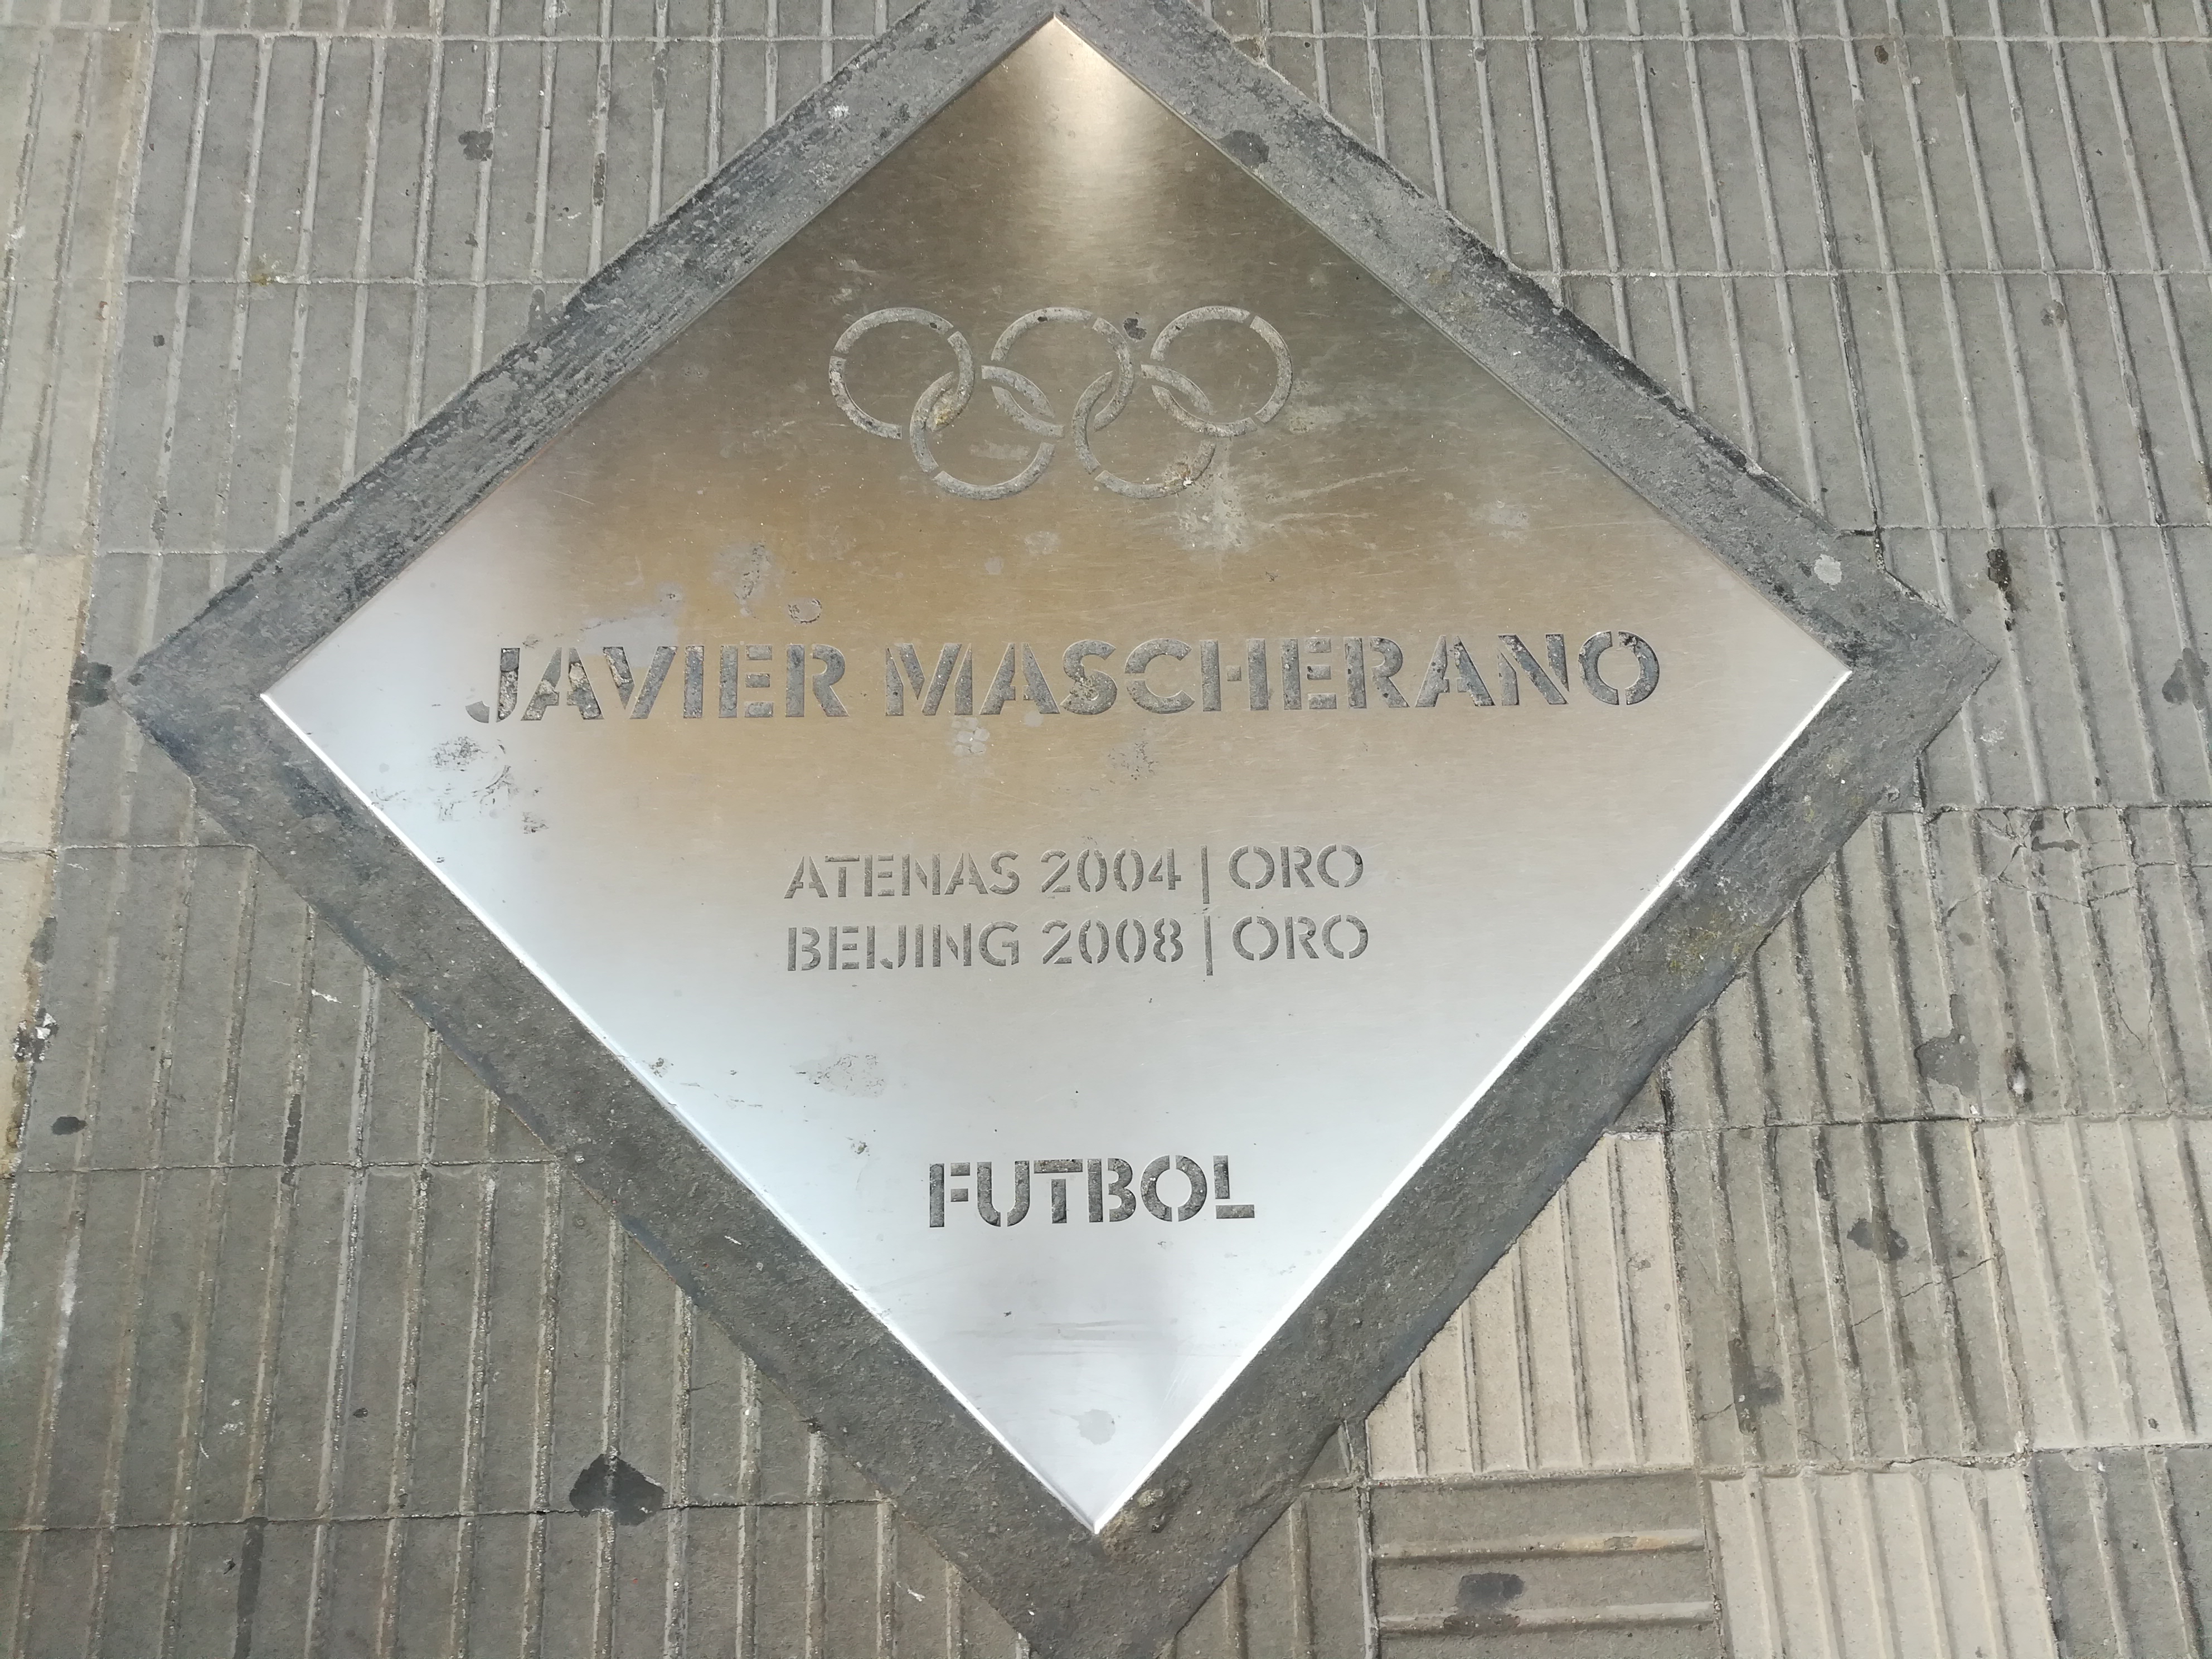 JAVIER MASCHERANO
ATENAS 2004 | ORO
BEIJING 2008 | ORO
FUTBOL